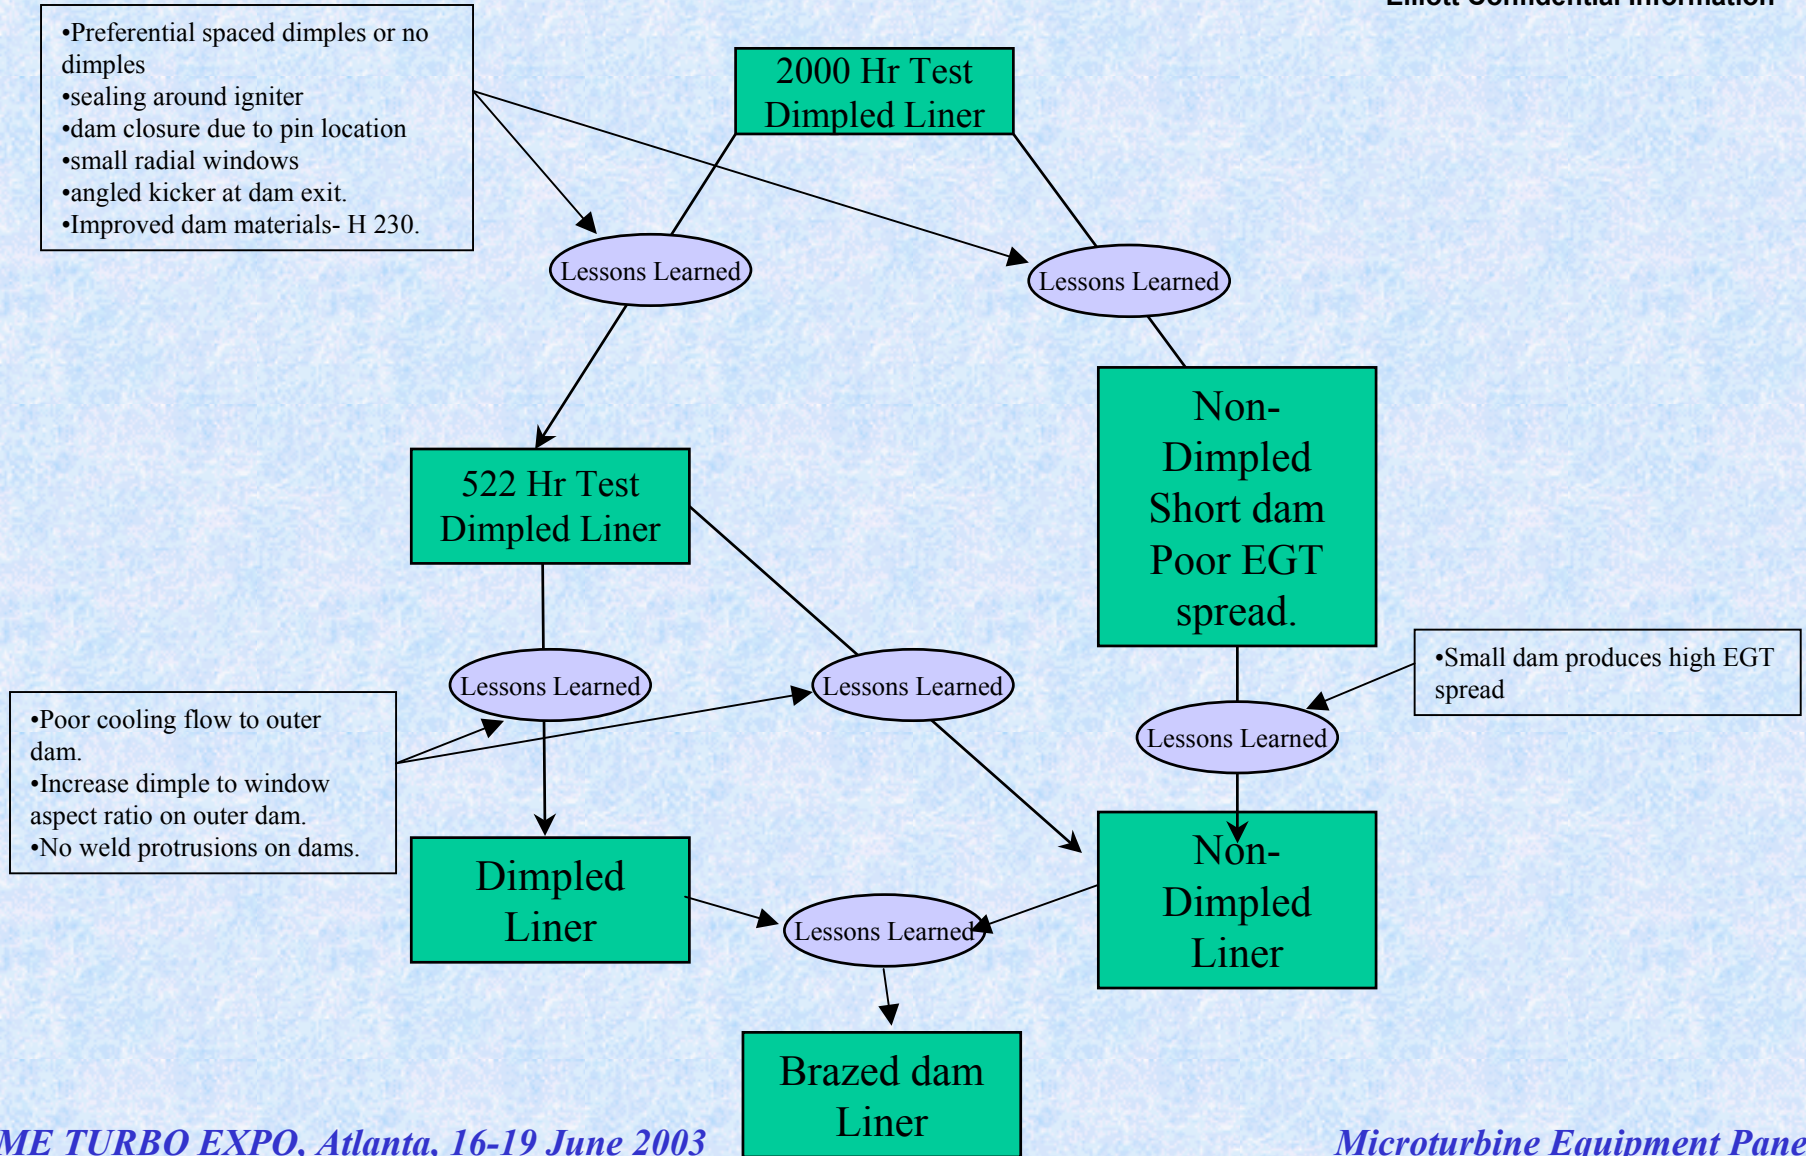 Elliott Confidential Information
•Preferential spaced dimples or no
dimples
•sealing around igniter
•dam closure due to pin location
•small radial windows
•angled kicker at dam exit.
•Improved dam materials- H 230.
2000 Hr Test
Dimpled Liner
Lessons Learned
Lessons Learned
Non-
Dimpled
Short dam
Poor EGT
spread.
522 Hr Test
Dimpled Liner
Lessons Learned
Lessons Learned
•Small dam produces high EGT
spread
Lessons Learned
•Poor cooling flow to outer
dam.
•Increase dimple to window
aspect ratio on outer dam.
•No weld protrusions on dams.
Dimpled
Liner
Lessons Learned
Non-
Dimpled
Liner
Brazed dam
Liner
ME TURBO EXPO, Atlanta, 16-19 June 2003
Microturbine Equipment Pane